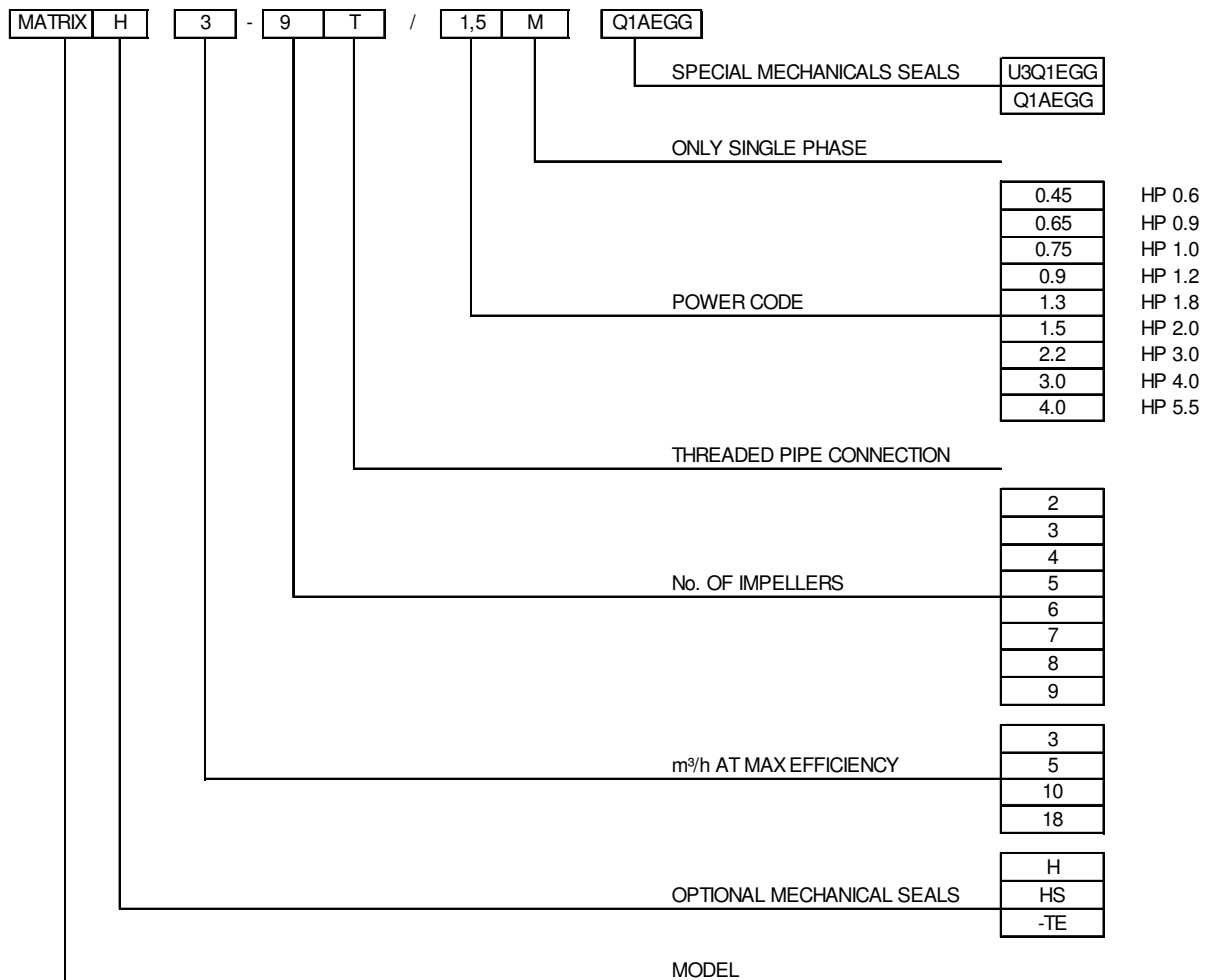 MATRIX H 3 - 9 T / 1,5 M Q1AEGG
SPECIAL MECHANICALS SEALS U3Q1EGG
Q1AEGG
ONLY SINGLE PHASE
0.45 HP 0.6
0.65 HP 0.9
0.75 HP 1.0
0.9 HP 1.2
POWER CODE 1.3 HP 1.8
1.5 HP 2.0
2.2 HP 3.0
3.0 HP 4.0
4.0 HP 5.5
THREADED PIPE CONNECTION
2
3
4
No. OF IMPELLERS 5
6
7
8
9
3
m³/h AT MAX EFFICIENCY 5
10
18
H
OPTIONAL MECHANICAL SEALS HS
-TE
MODEL